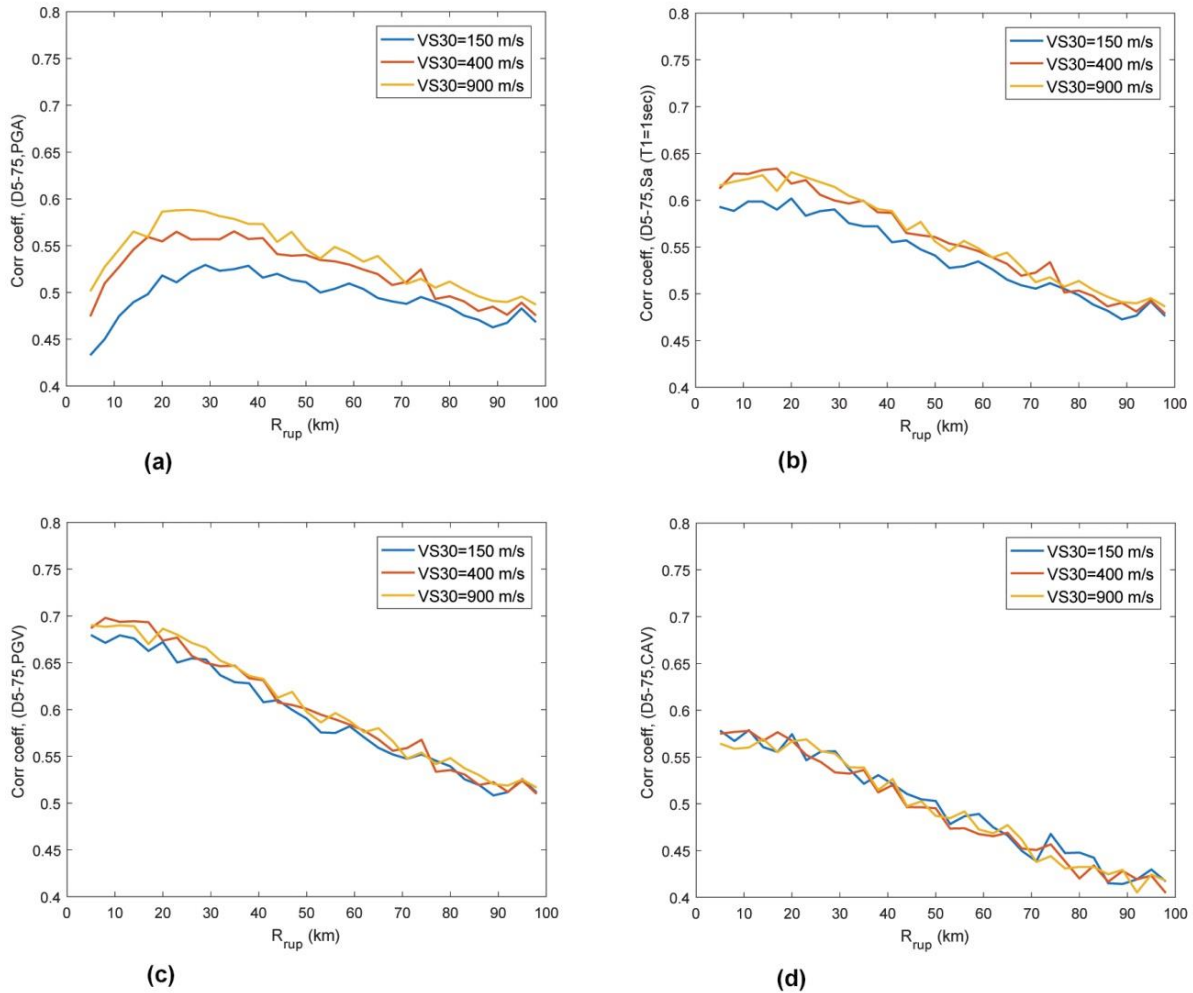 0.8
0.75
0.7
0.65
0.6
0.55
0.5
0.45
0.4
Corr coeff, (D5-75,PGA)
VS30=150 m/s
VS30=400 m/s
VS30=900 m/s
0 10 20 30 40 50 60 70 80 90 100
R_rup (km)
(a)
0.8
0.75
0.7
0.65
0.6
0.55
0.5
0.45
0.4
Corr coeff, (D5-75,Sa (T1=1sec))
VS30=150 m/s
VS30=400 m/s
VS30=900 m/s
0 10 20 30 40 50 60 70 80 90 100
R_rup (km)
(b)
0.8
0.75
0.7
0.65
0.6
0.55
0.5
0.45
0.4
Corr coeff, (D5-75,PGV)
VS30=150 m/s
VS30=400 m/s
VS30=900 m/s
0 10 20 30 40 50 60 70 80 90 100
R_rup (km)
(c)
0.8
0.75
0.7
0.65
0.6
0.55
0.5
0.45
0.4
Corr coeff, (D5-75,CAV)
VS30=150 m/s
VS30=400 m/s
VS30=900 m/s
0 10 20 30 40 50 60 70 80 90 100
R_rup (km)
(d)